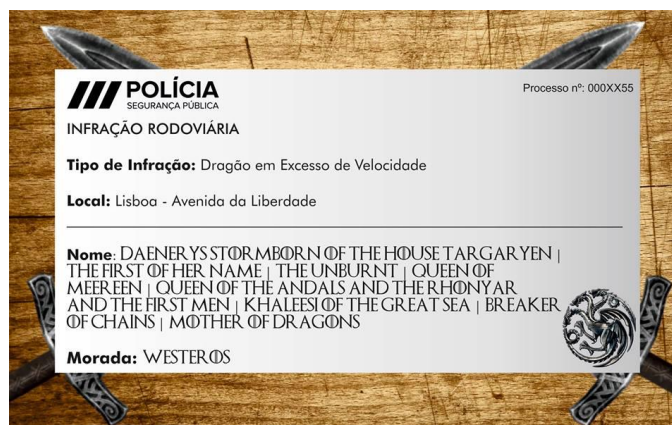 POLÍCIA
SEGURANÇA PÚBLICA
Processo nº: 000XX55
INFRAÇÃO RODOVIÁRIA
Tipo de Infração: Dragão em Excesso de Velocidade
Local: Lisboa - Avenida da Liberdade
Nome: DAENERYS STORMBORN OF THE HOUSE TARGARYEN |
THE FIRST OF HER NAME | THE UNBURNT | QUEEN OF
MEEREEN | QUEEN OF THE ANDALS AND THE RHONYAR
AND THE FIRST MEN | KHALEESI OF THE GREAT SEA | BREAKER
OF CHAINS | MOTHER OF DRAGONS
Morada: WESTEROS